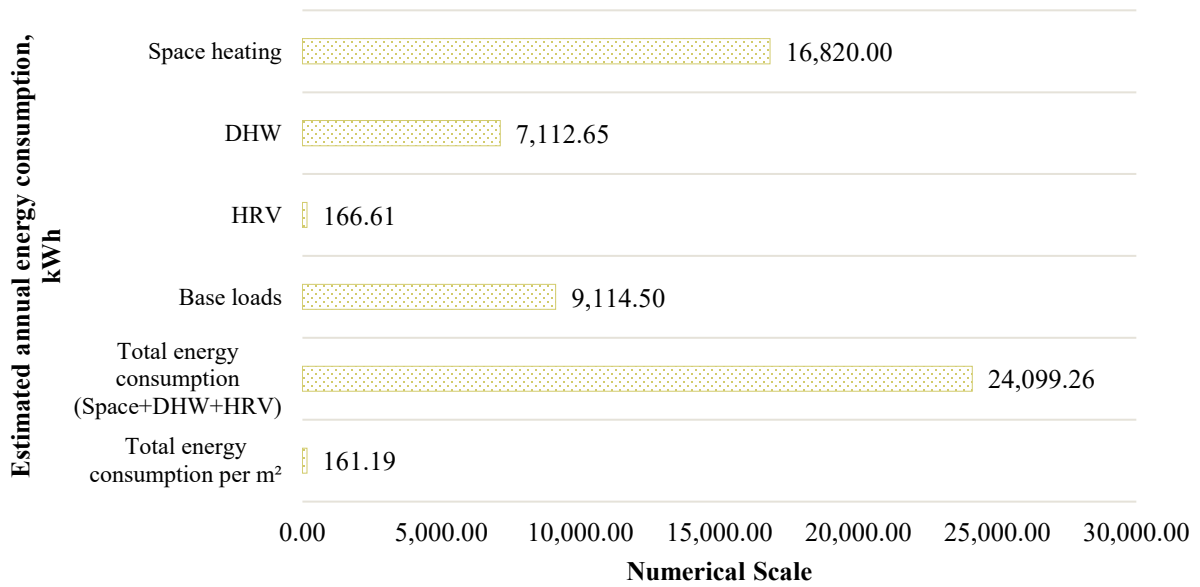 Estimated annual energy consumption,
kWh
Space heating
16,820.00
DHW
7,112.65
HRV
166.61
Base loads
9,114.50
Total energy
consumption
(Space+DHW+HRV)
24,099.26
Total energy
consumption per m²
161.19
0.00 5,000.00 10,000.00 15,000.00 20,000.00 25,000.00 30,000.00
Numerical Scale